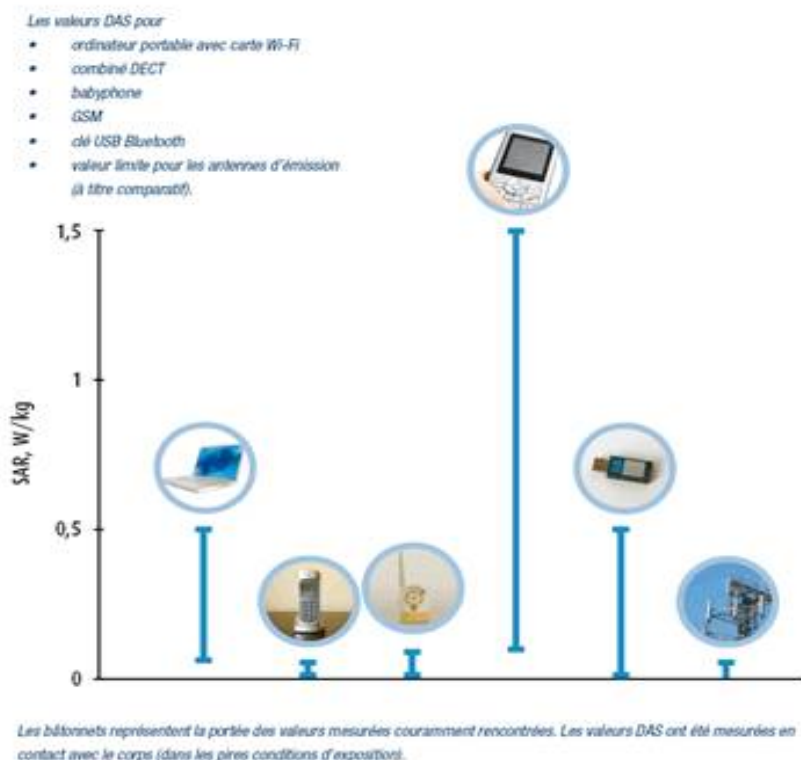 Les valeurs DAS pour
• ordinateur portable avec carte Wi-Fi
• combiné DECT
• babyphone
• GSM
• clé USB Bluetooth
• valeur limite pour les antennes d'émission
(à titre comparatif).
1,5
1
SAR, W/kg
0,5
0
Les bâtonnets représentent la portée des valeurs mesurées couramment rencontrées. Les valeurs DAS ont été mesurées en
contact avec le corps (dans les pires conditions d'exposition).